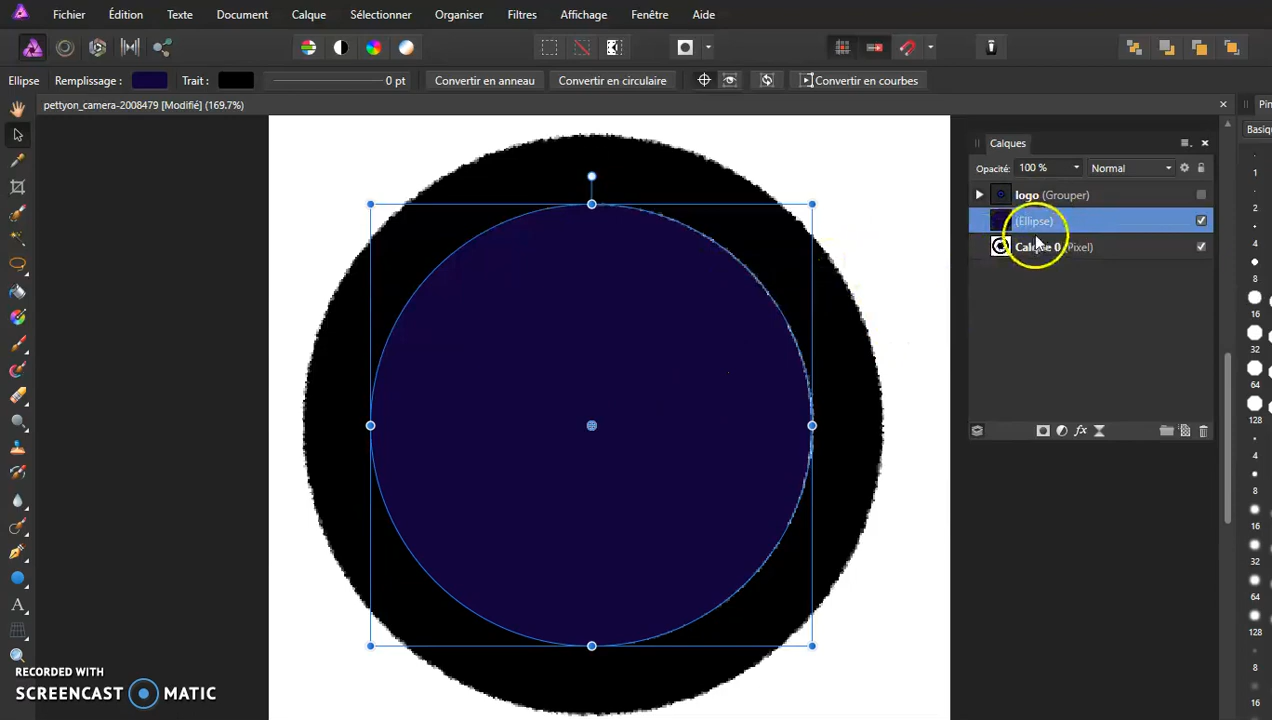 Fichier Édition Texte Document Calque Sélectionner Organiser Filtres Affichage Fenêtre Aide
Ellipse Remplissage : Trait : 0 pt Convertir en anneau Convertir en circulaire Convertir en courbes
pettyon_camera-2008479 [Modifié] (169.7%)
Pin
Basiq
Calques
Opacité: 100 % Normal
logo (Grouper)
(Ellipse)
Calque 0 (Pixel)
1
2
4
8
16
32
64
128
4
8
16
32
64
128
8
16
RECORDED WITH
SCREENCAST MATIC